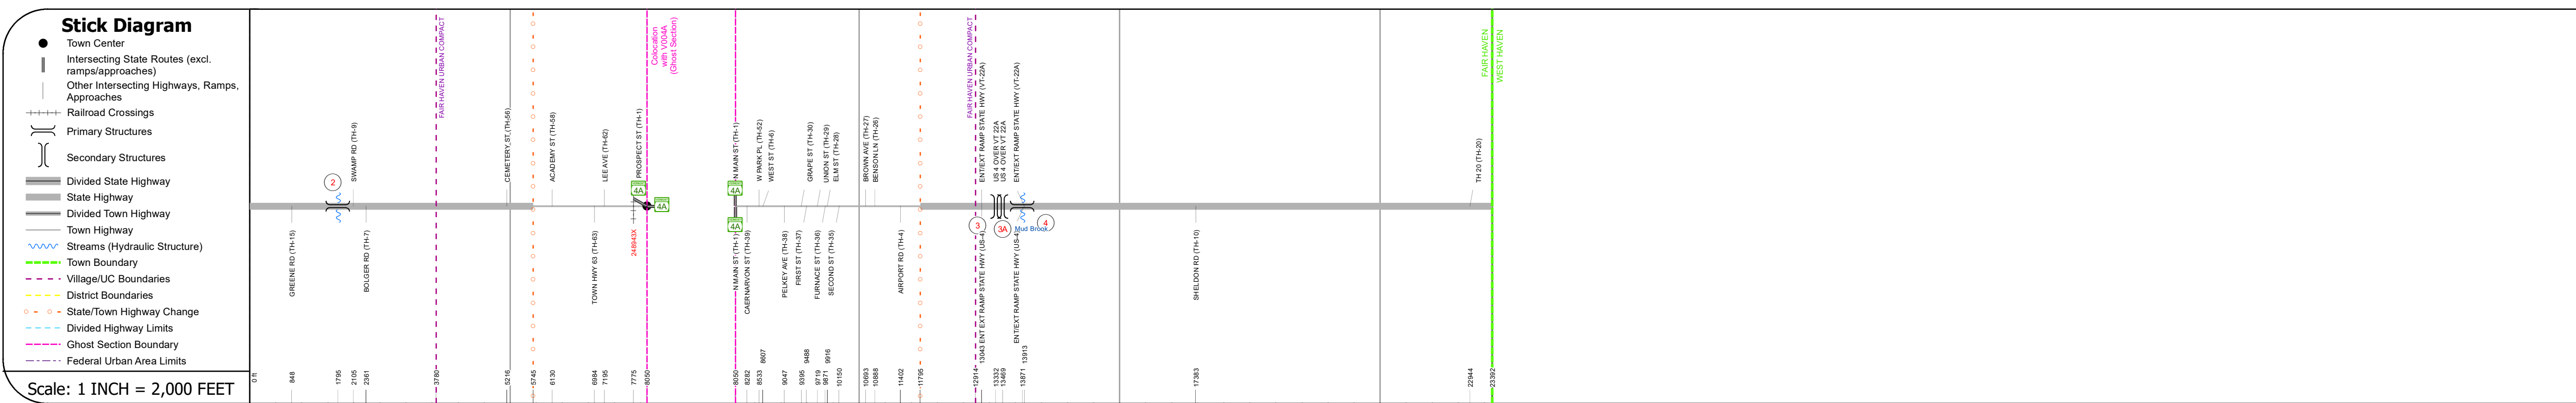 Stick Diagram
Town Center
Intersecting State Routes (excl.
ramps/approaches)
Other Intersecting Highways, Ramps,
Approaches
Railroad Crossings
Primary Structures
Secondary Structures
Divided State Highway
State Highway
Divided Town Highway
Town Highway
Streams (Hydraulic Structure)
Town Boundary
Village/UC Boundaries
District Boundaries
State/Town Highway Change
Divided Highway Limits
Ghost Section Boundary
Federal Urban Area Limits
Scale: 1 INCH = 2,000 FEET
FAIR HAVEN URBAN COMPACT
Colocation
with V004A
(Ghost Section)
FAIR HAVEN URBAN COMPACT
FAIR HAVEN
WEST HAVEN
SWAMP RD (TH-9)
CEMETERY ST (TH-56)
ACADEMY ST (TH-58)
LEE AVE (TH-62)
PROSPECT ST (TH-1)
N MAIN ST (TH-1)
W PARK PL (TH-52)
WEST ST (TH-6)
GRAPE ST (TH-30)
UNION ST (TH-29)
ELM ST (TH-28)
BROWN AVE (TH-27)
BENSON LN (TH-26)
ENT/EXT RAMP STATE HWY (VT-22A)
US 4 OVER VT 22A
US 4 OVER VT 22A
ENT/EXT RAMP STATE HWY (VT-22A)
TH 20 (TH-20)
2
4A
4A
4A
4A
3
3A
4
Mud Brook
GREENE RD (TH-15)
BOLGER RD (TH-7)
TOWN HWY 63 (TH-63)
248943X
N MAIN ST (TH-1)
CAERNARVON ST (TH-39)
PELKEY AVE (TH-38)
FIRST ST (TH-37)
FURNACE ST (TH-36)
SECOND ST (TH-35)
AIRPORT RD (TH-4)
ENT EXT RAMP STATE HWY (US-4)
ENT/EXT RAMP STATE HWY (US-4)
SHELDON RD (TH-10)
0 ft
848
1795
2105
2361
3780
5216
5745
6130
6984
7195
7775
8050
8050
8282
8533
8607
9047
9395
9488
9719
9871
9916
10150
10693
10888
11402
11795
12914
13043
13332
13469
13871
13913
17383
22944
23392